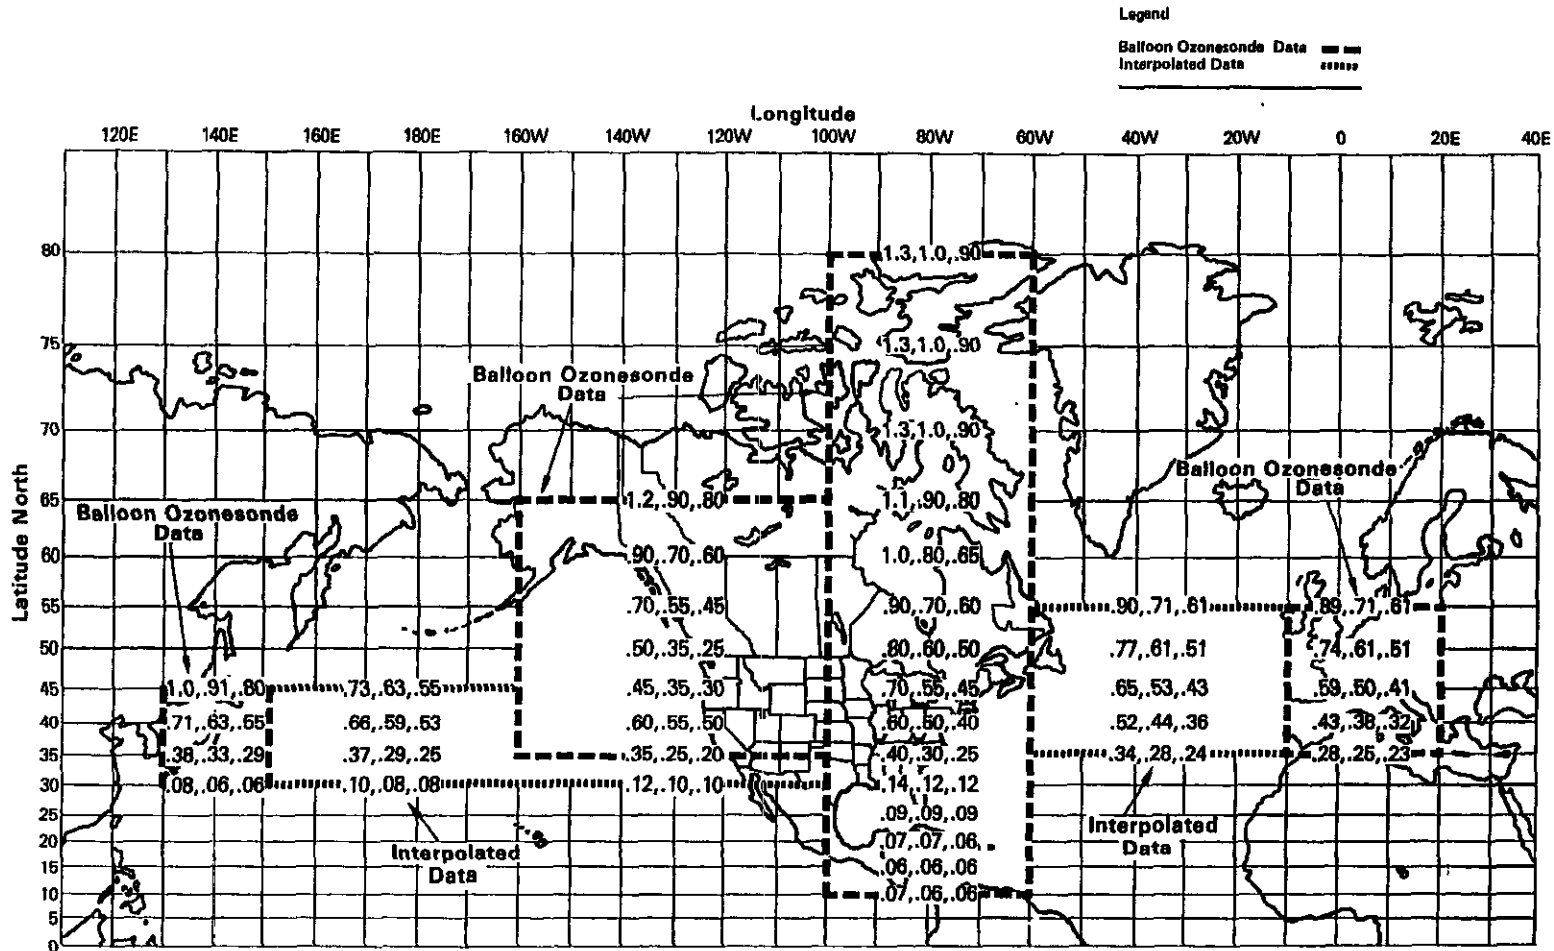 Legend
Balloon Ozonesonde Data
Interpolated Data
Longitude
120E 140E 160E 180E 160W 140W 120W 100W 80W 60W 40W 20W 0 20E 40E
Latitude North
80 1.3,1.0,.90
75 1.3,1.0,.90
Balloon Ozonesonde
Data
70 1.3,1.0,.90
Balloon Ozonesonde
Data
65 1.2,.90,.80 1.1,.90,.80
Balloon Ozonesonde
Data
60 .90,.70,.60 1.0,.80,.65
55 .70,.55,.45 .90,.70,.60 .90,.71,.61 .89,.71,.61
50 .50,.35,.25 .80,.60,.50 .77,.61,.51 .74,.61,.51
45 1.0,.91,.80 .73,.63,.55 .45,.35,.30 .70,.55,.45 .65,.53,.43 .59,.50,.41
40 .71,.63,.55 .66,.59,.53 .60,.55,.50 .60,.50,.40 .52,.44,.36 .43,.38,.32
35 .38,.33,.29 .37,.29,.25 .35,.25,.20 .40,.30,.25 .34,.28,.24 .28,.25,.23
30 .08,.06,.06 .10,.08,.08 .12,.10,.10 .14,.12,.12
25 .09,.09,.09
Interpolated
Data
20 .07,.07,.06
Interpolated
Data
15 .06,.06,.06
10 .07,.06,.06
5
0